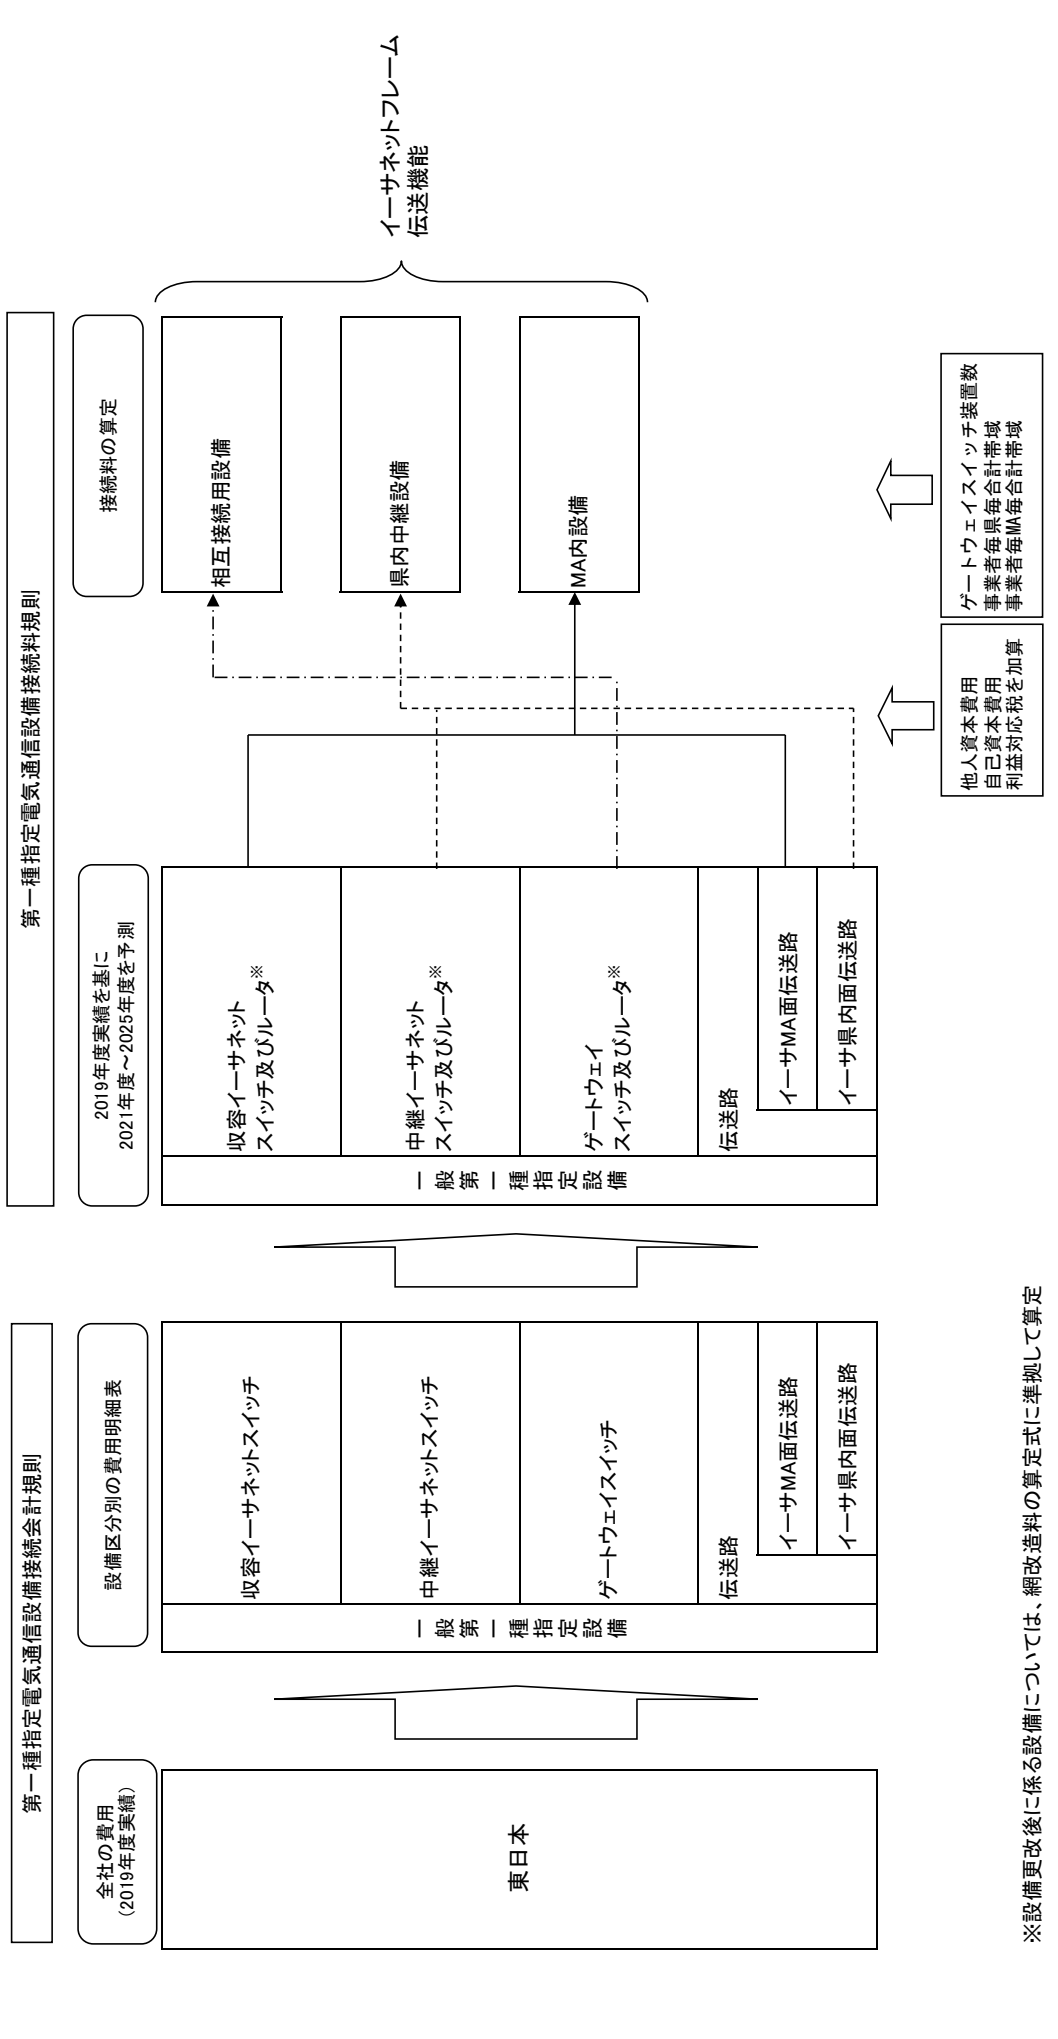 第一種指定電気通信設備接続会計規則
第一種指定電気通信設備接続料規則
全社の費用
（2019年度実績）
設備区分別の費用明細表
2019年度実績を基に
2021年度～2025年度を予測
接続料の算定
東日本
一般第一種指定設備
収容イーサネットスイッチ
中継イーサネットスイッチ
ゲートウェイスイッチ
伝送路
イーサMA面伝送路
イーサ県内面伝送路
一般第一種指定設備
収容イーサネット
スイッチ及びルータ※
中継イーサネット
スイッチ及びルータ※
ゲートウェイ
スイッチ及びルータ※
伝送路
イーサMA面伝送路
イーサ県内面伝送路
相互接続用設備
県内中継設備
MA内設備
イーサネットフレーム
伝送機能
他人資本費用
自己資本費用
利益対応税を加算
ゲートウェイスイッチ装置数
事業者毎県毎合計帯域
事業者毎MA毎合計帯域
※設備更改後に係る設備については、網改造料の算定式に準拠して算定